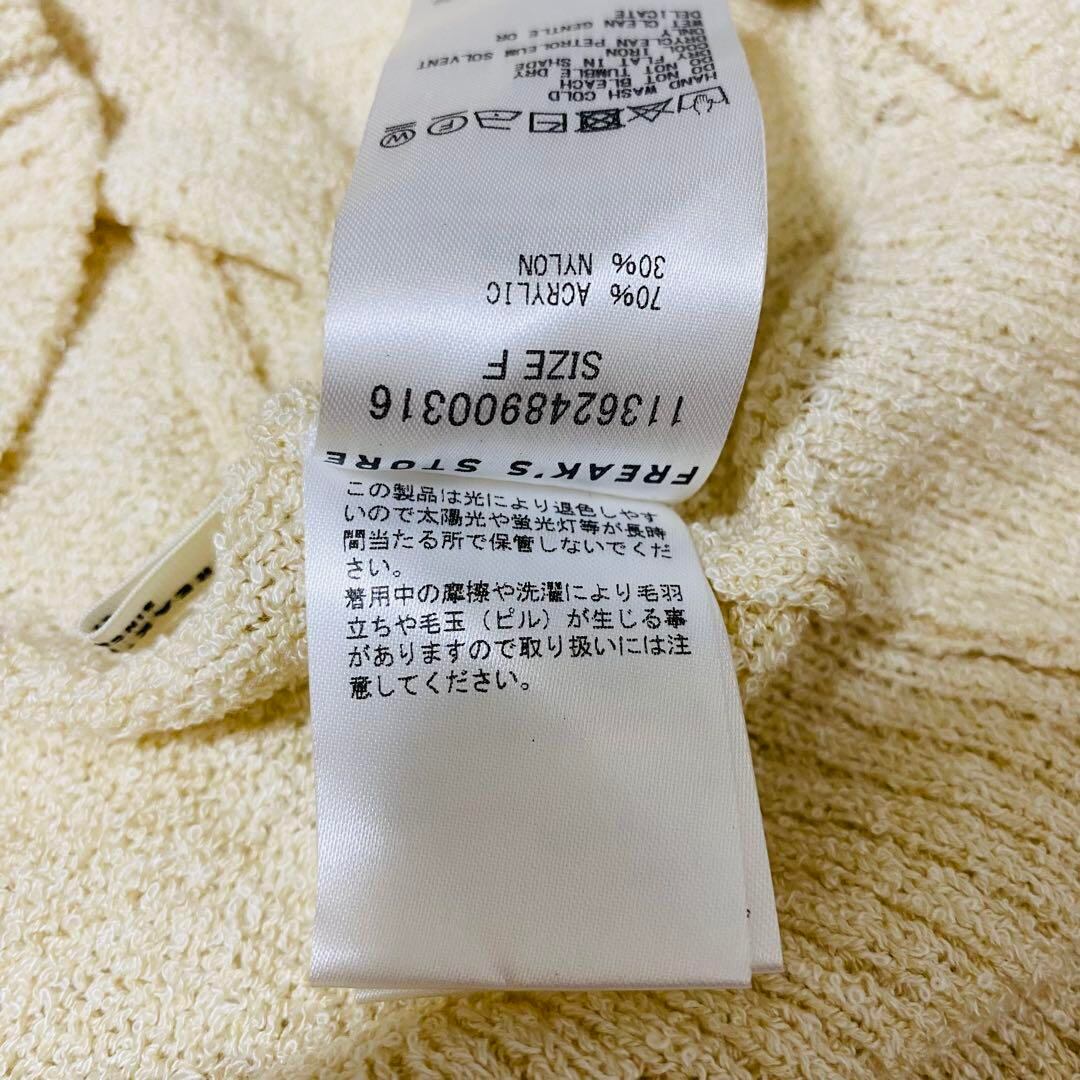 FREAK'S STORE
113624890​0316
SIZE F
70% ACRYLIC
30% NYLON
HAND WASH COLD
DO NOT BLEACH
DO NOT TUMBLE DRY
DRY FLAT IN SHADE
COOL IRON
DRYCLEAN PETROLEUM SOLVENT
ONLY
WET CLEAN GENTLE OR
DELICATE
この製品は光により退色しやす
いので太陽光や蛍光灯等が長時
間当たる所で保管しないでくだ
さい。
着用中の摩擦や洗濯により毛羽
立ちや毛玉（ピル）が生じる事
がありますので取り扱いには注
意してください。